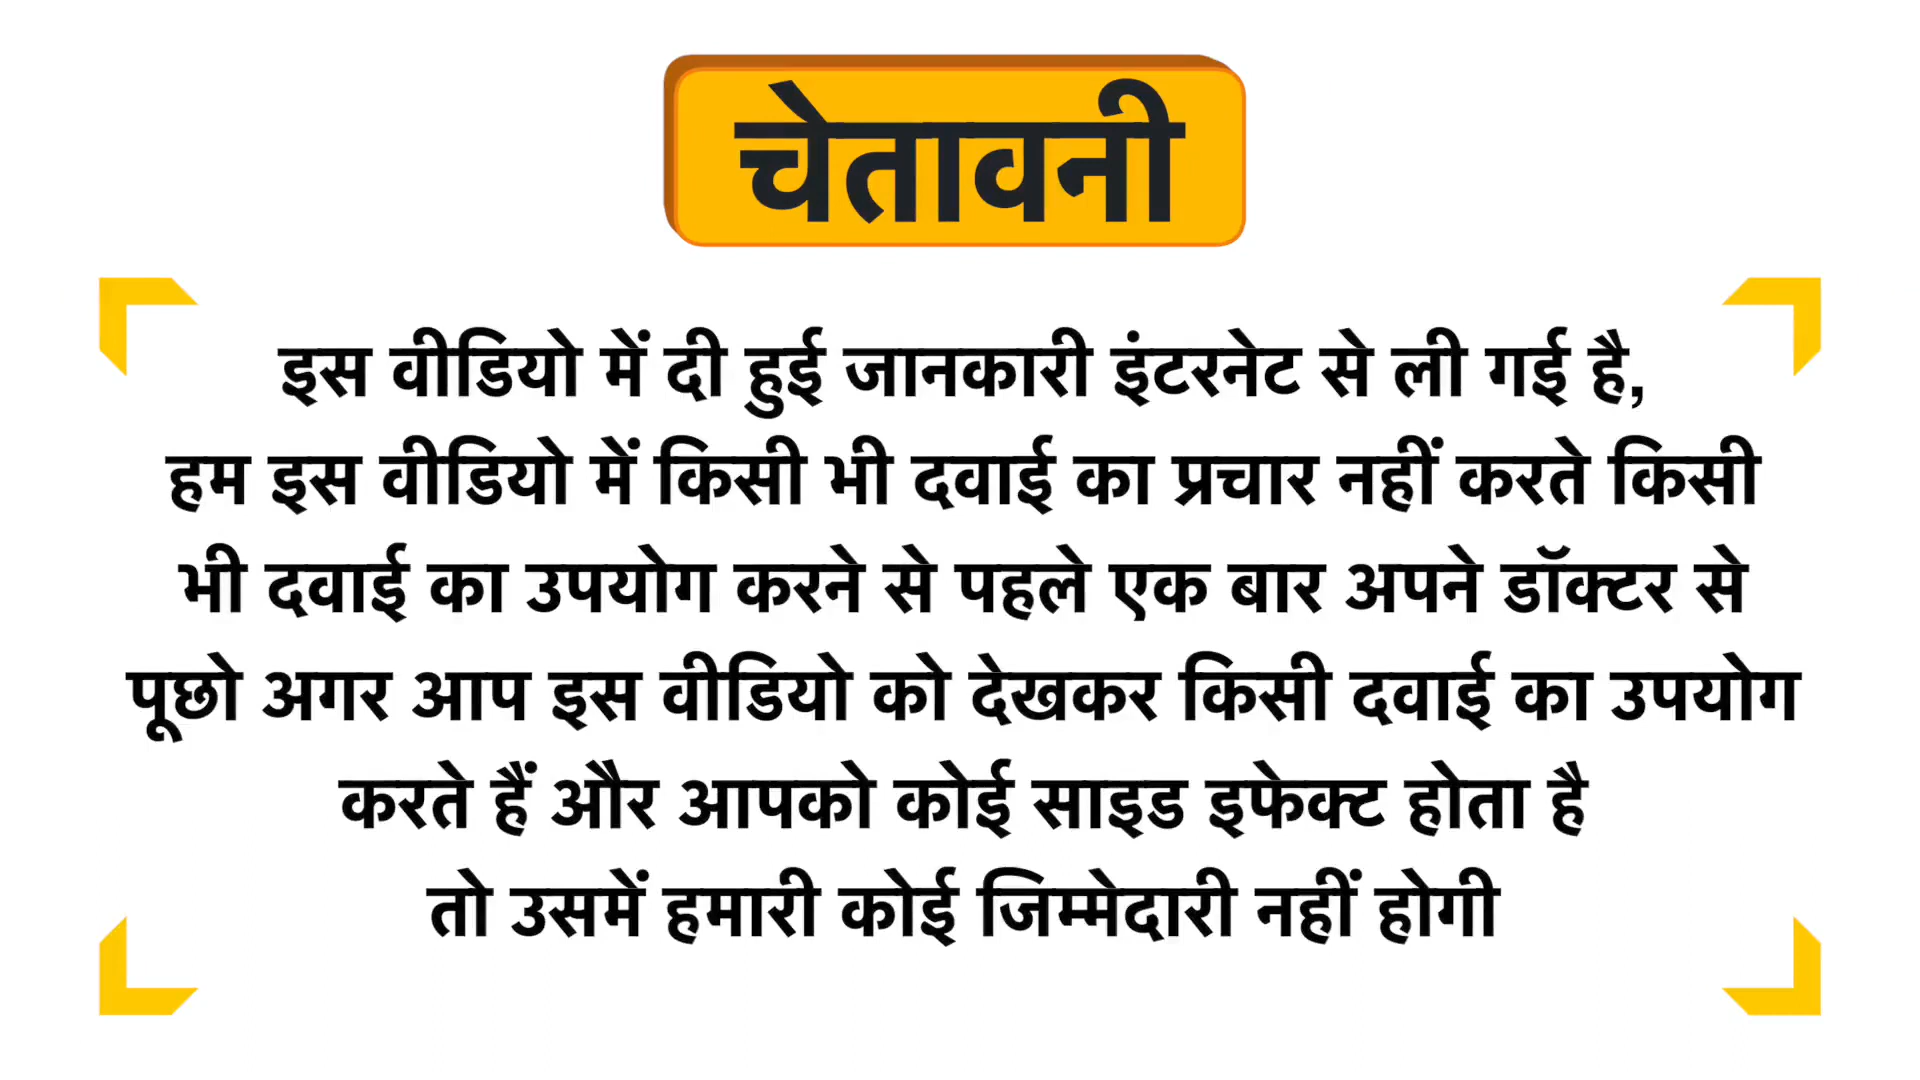 चेतावनी
इस वीडियो में दी हुई जानकारी इंटरनेट से ली गई है,
हम इस वीडियो में किसी भी दवाई का प्रचार नहीं करते किसी
भी दवाई का उपयोग करने से पहले एक बार अपने डॉक्टर से
पूछो अगर आप इस वीडियो को देखकर किसी दवाई का उपयोग
करते हैं और आपको कोई साइड इफेक्ट होता है
तो उसमें हमारी कोई जिम्मेदारी नहीं होगी